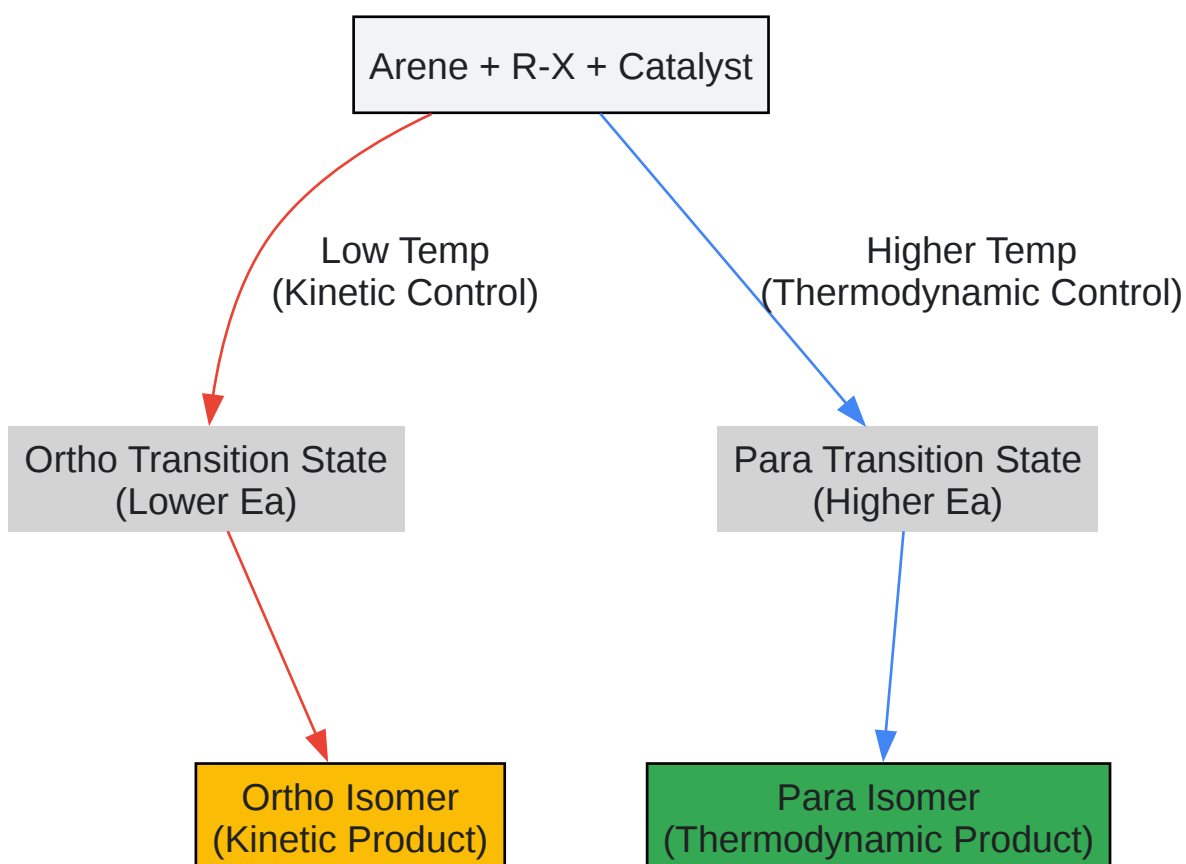 Arene + R-X + Catalyst
Low Temp
(Kinetic Control)
Higher Temp
(Thermodynamic Control)
Ortho Transition State
(Lower Ea)
Para Transition State
(Higher Ea)
Ortho Isomer
(Kinetic Product)
Para Isomer
(Thermodynamic Product)